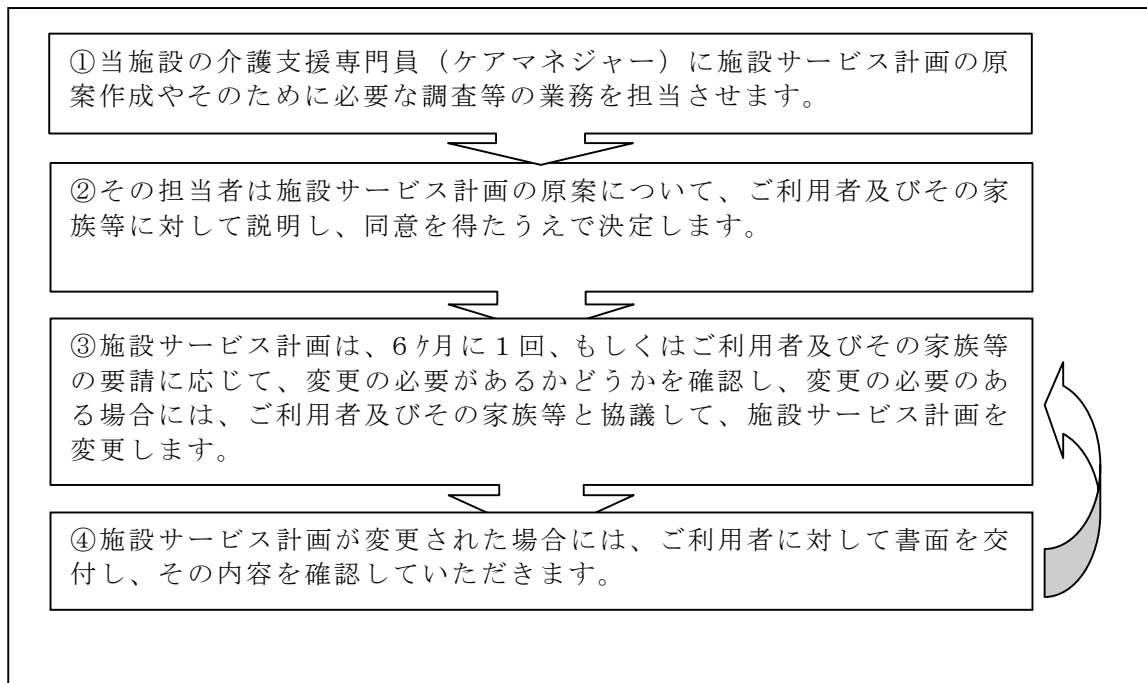 ①当施設の介護支援専門員（ケアマネジャー）に施設サービス計画の原
案作成やそのために必要な調査等の業務を担当させます。
②その担当者は施設サービス計画の原案について、ご利用者及びその家
族等に対して説明し、同意を得たうえで決定します。
③施設サービス計画は、6ｹ月に1回、もしくはご利用者及びその家族等
の要請に応じて、変更の必要があるかどうかを確認し、変更の必要のあ
る場合には、ご利用者及びその家族等と協議して、施設サービス計画を
変更します。
④施設サービス計画が変更された場合には、ご利用者に対して書面を交
付し、その内容を確認していただきます。